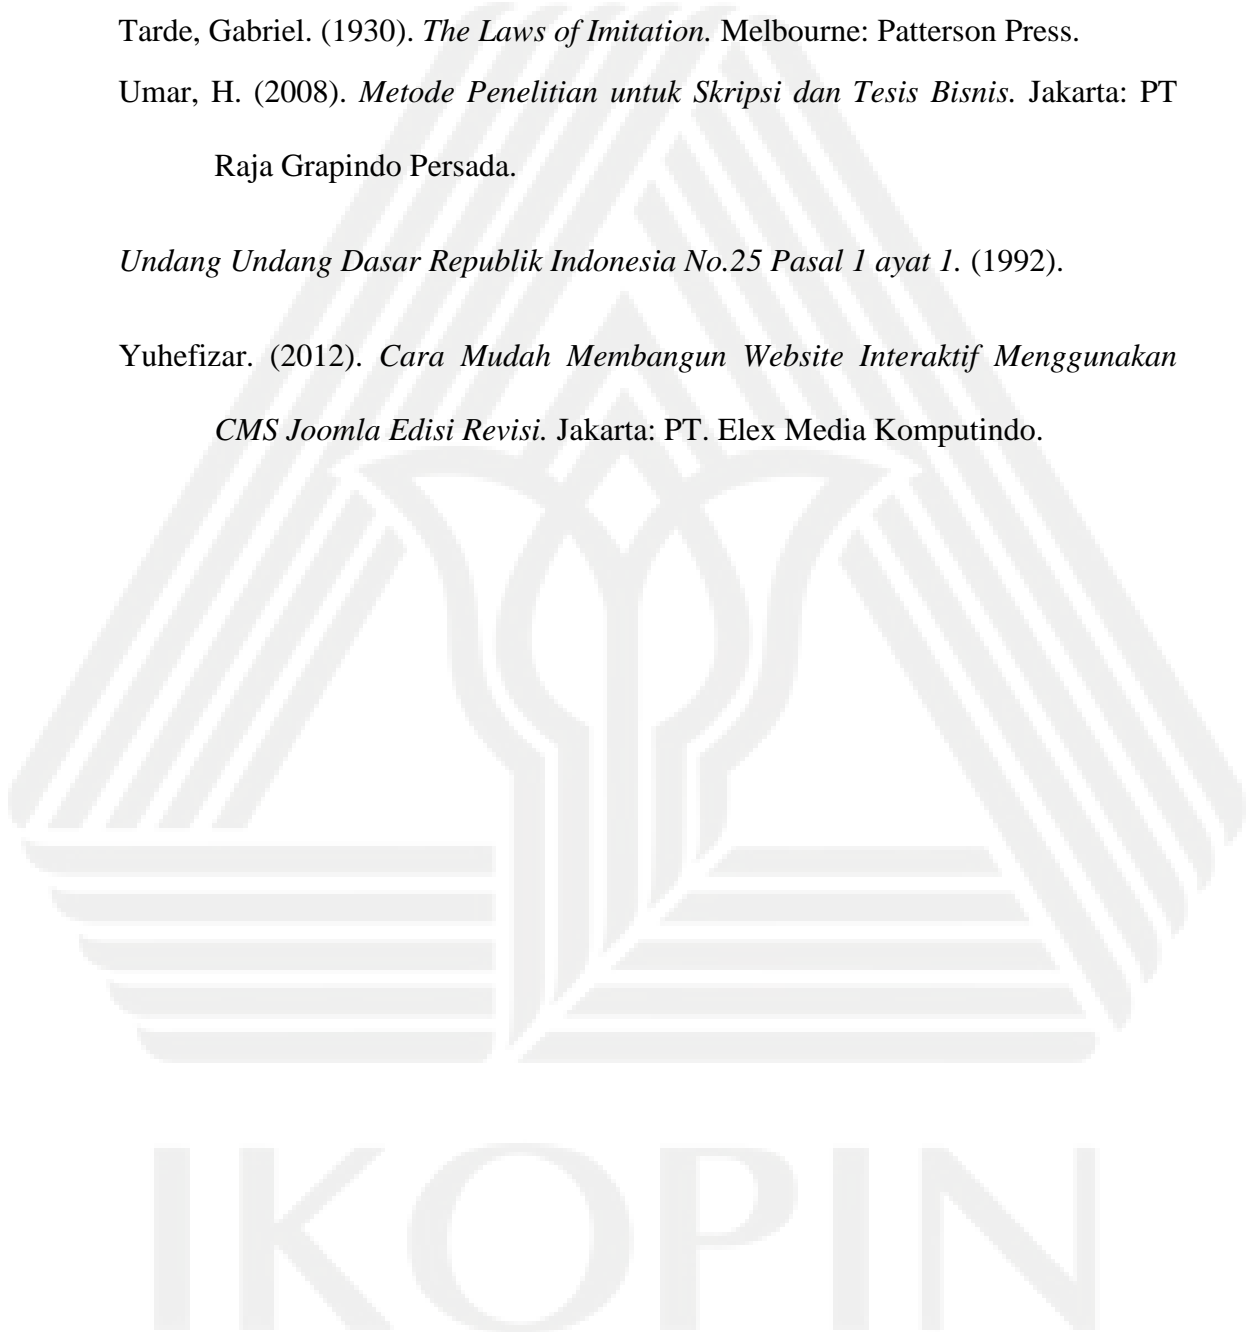 Tarde, Gabriel. (1930). The Laws of Imitation. Melbourne: Patterson Press.
Umar, H. (2008). Metode Penelitian untuk Skripsi dan Tesis Bisnis. Jakarta: PT
Raja Grapindo Persada.
Undang Undang Dasar Republik Indonesia No.25 Pasal 1 ayat 1. (1992).
Yuhefizar. (2012). Cara Mudah Membangun Website Interaktif Menggunakan
CMS Joomla Edisi Revisi. Jakarta: PT. Elex Media Komputindo.
IKOPIN